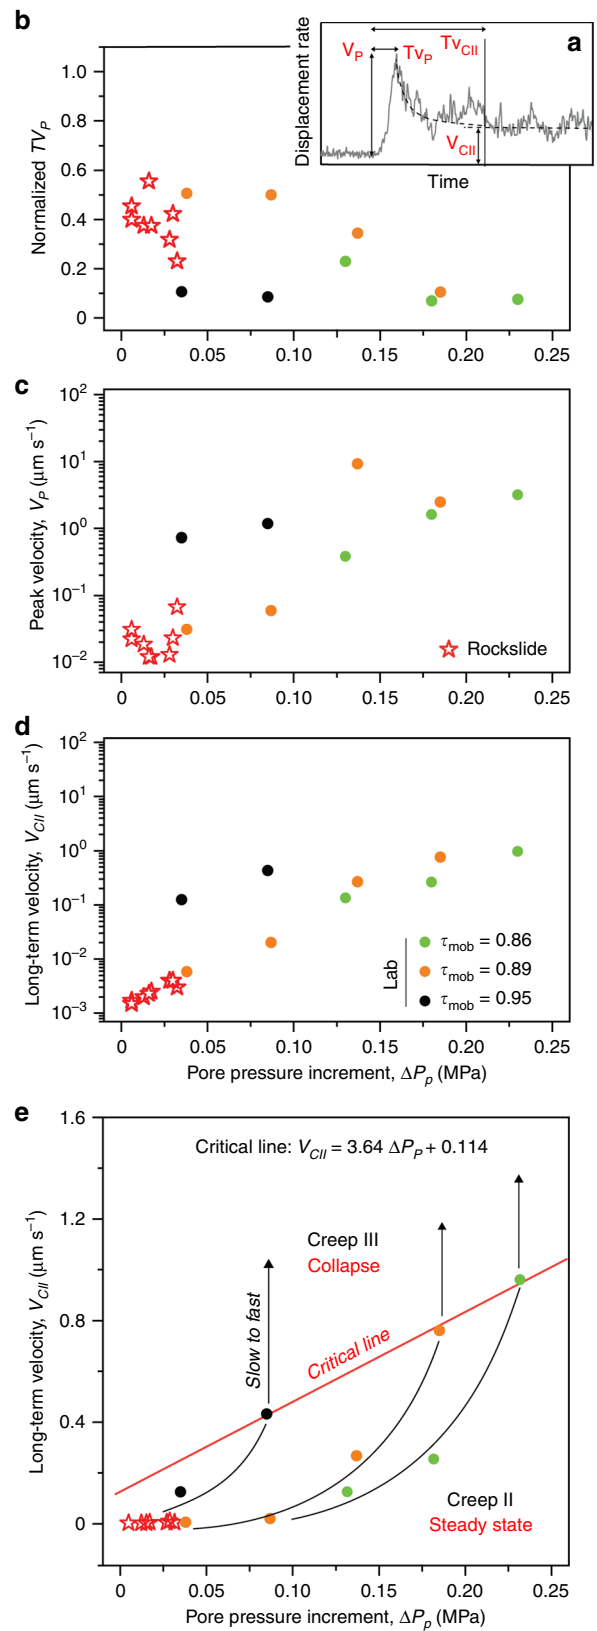 b
a
Displacement rate
V_P
Tv_P
Tv_CII
V_CII
Time
Normalized TV_P
1.0
0.8
0.6
0.4
0.2
0
0 0.05 0.10 0.15 0.20 0.25
c
Peak velocity, V_P (μm s⁻¹)
10²
10¹
10⁰
10⁻¹
10⁻²
Rockslide
0 0.05 0.10 0.15 0.20 0.25
d
Long-term velocity, V_CII (μm s⁻¹)
10²
10¹
10⁰
10⁻¹
10⁻²
10⁻³
Lab
τ_mob = 0.86
τ_mob = 0.89
τ_mob = 0.95
0 0.05 0.10 0.15 0.20 0.25
Pore pressure increment, ΔP_p (MPa)
e
Long-term velocity, V_CII (μm s⁻¹)
1.6
1.2
0.8
0.4
0
Critical line: V_CII = 3.64 ΔP_P + 0.114
Creep III
Collapse
Slow to fast
Critical line
Creep II
Steady state
0 0.05 0.10 0.15 0.20 0.25
Pore pressure increment, ΔP_p (MPa)